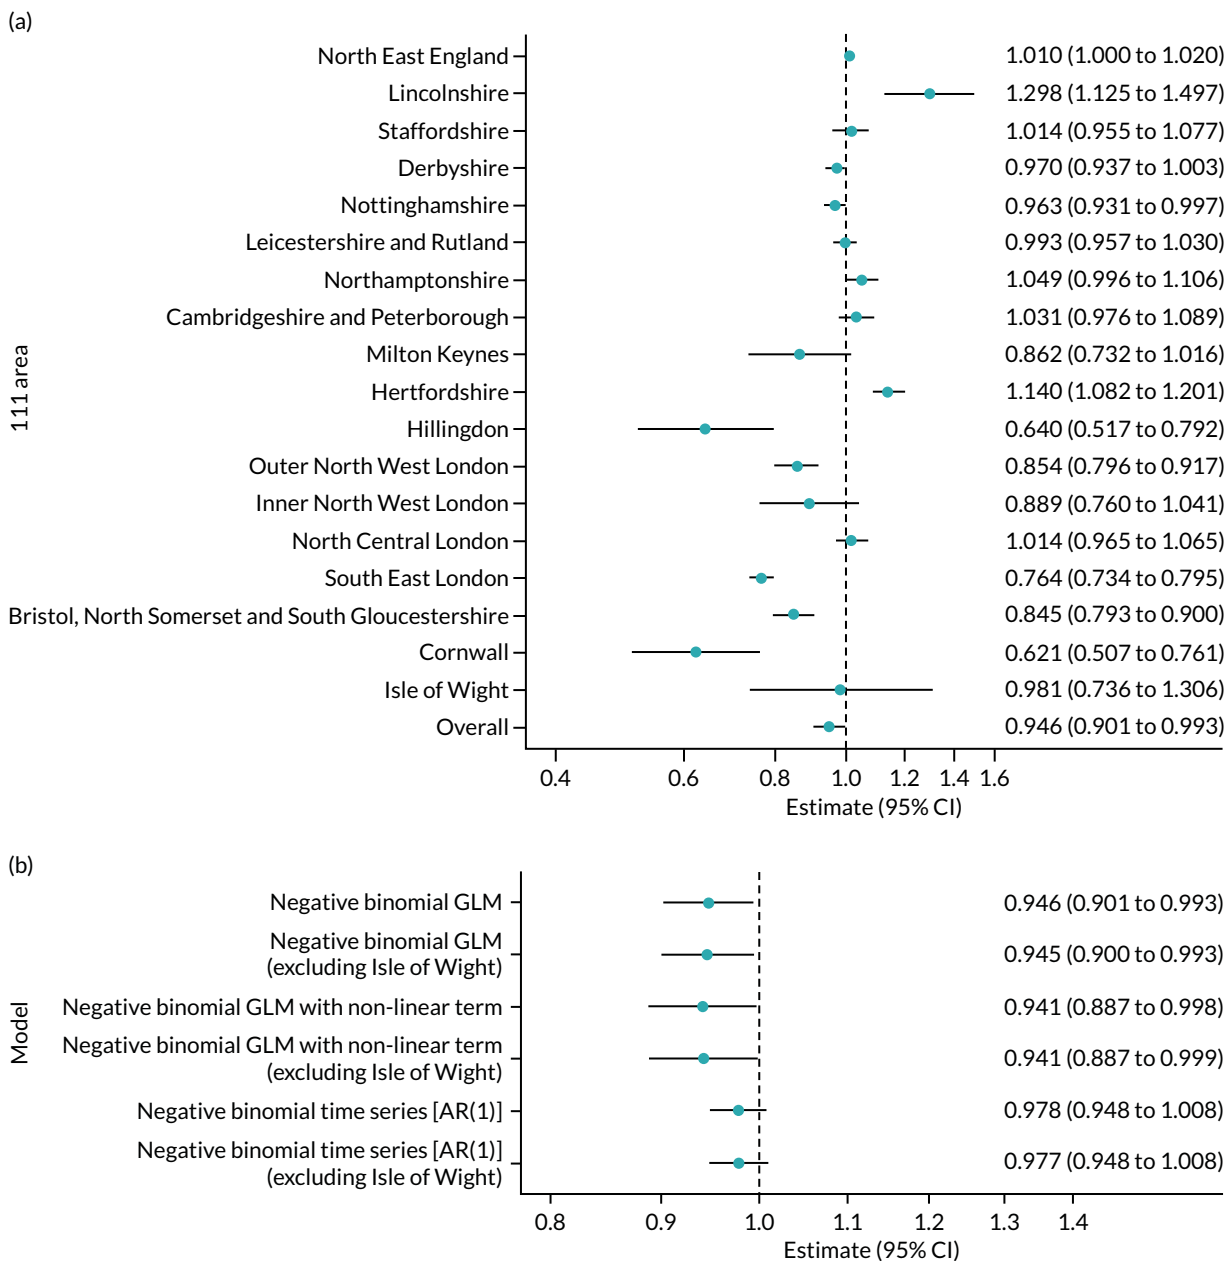 (a)
111 area
North East England 1.010 (1.000 to 1.020)
Lincolnshire 1.298 (1.125 to 1.497)
Staffordshire 1.014 (0.955 to 1.077)
Derbyshire 0.970 (0.937 to 1.003)
Nottinghamshire 0.963 (0.931 to 0.997)
Leicestershire and Rutland 0.993 (0.957 to 1.030)
Northamptonshire 1.049 (0.996 to 1.106)
Cambridgeshire and Peterborough 1.031 (0.976 to 1.089)
Milton Keynes 0.862 (0.732 to 1.016)
Hertfordshire 1.140 (1.082 to 1.201)
Hillingdon 0.640 (0.517 to 0.792)
Outer North West London 0.854 (0.796 to 0.917)
Inner North West London 0.889 (0.760 to 1.041)
North Central London 1.014 (0.965 to 1.065)
South East London 0.764 (0.734 to 0.795)
Bristol, North Somerset and South Gloucestershire 0.845 (0.793 to 0.900)
Cornwall 0.621 (0.507 to 0.761)
Isle of Wight 0.981 (0.736 to 1.306)
Overall 0.946 (0.901 to 0.993)
0.4 0.6 0.8 1.0 1.2 1.4 1.6
Estimate (95% CI)
(b)
Model
Negative binomial GLM 0.946 (0.901 to 0.993)
Negative binomial GLM
(excluding Isle of Wight) 0.945 (0.900 to 0.993)
Negative binomial GLM with non-linear term 0.941 (0.887 to 0.998)
Negative binomial GLM with non-linear term
(excluding Isle of Wight) 0.941 (0.887 to 0.999)
Negative binomial time series [AR(1)] 0.978 (0.948 to 1.008)
Negative binomial time series [AR(1)]
(excluding Isle of Wight) 0.977 (0.948 to 1.008)
0.8 0.9 1.0 1.1 1.2 1.3 1.4
Estimate (95% CI)